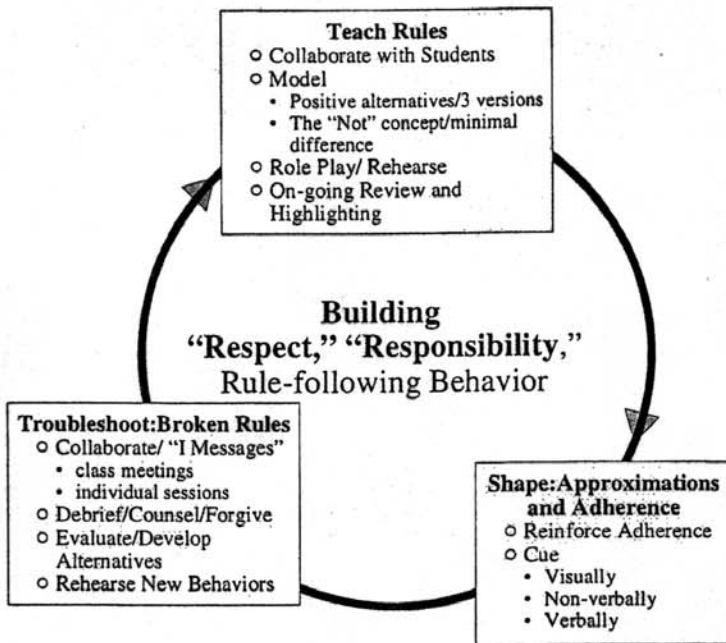 Teach Rules
○ Collaborate with Students
○ Model
• Positive alternatives/3 versions
• The “Not” concept/minimal
difference
○ Role Play/ Rehearse
○ On-going Review and
Highlighting
Building
“Respect,” “Responsibility,”
Rule-following Behavior
Troubleshoot:Broken Rules
○ Collaborate/ “I Messages”
• class meetings
• individual sessions
○ Debrief/Counsel/Forgive
○ Evaluate/Develop
Alternatives
○ Rehearse New Behaviors
Shape:Approximations
and Adherence
○ Reinforce Adherence
○ Cue
• Visually
• Non-verbally
• Verbally